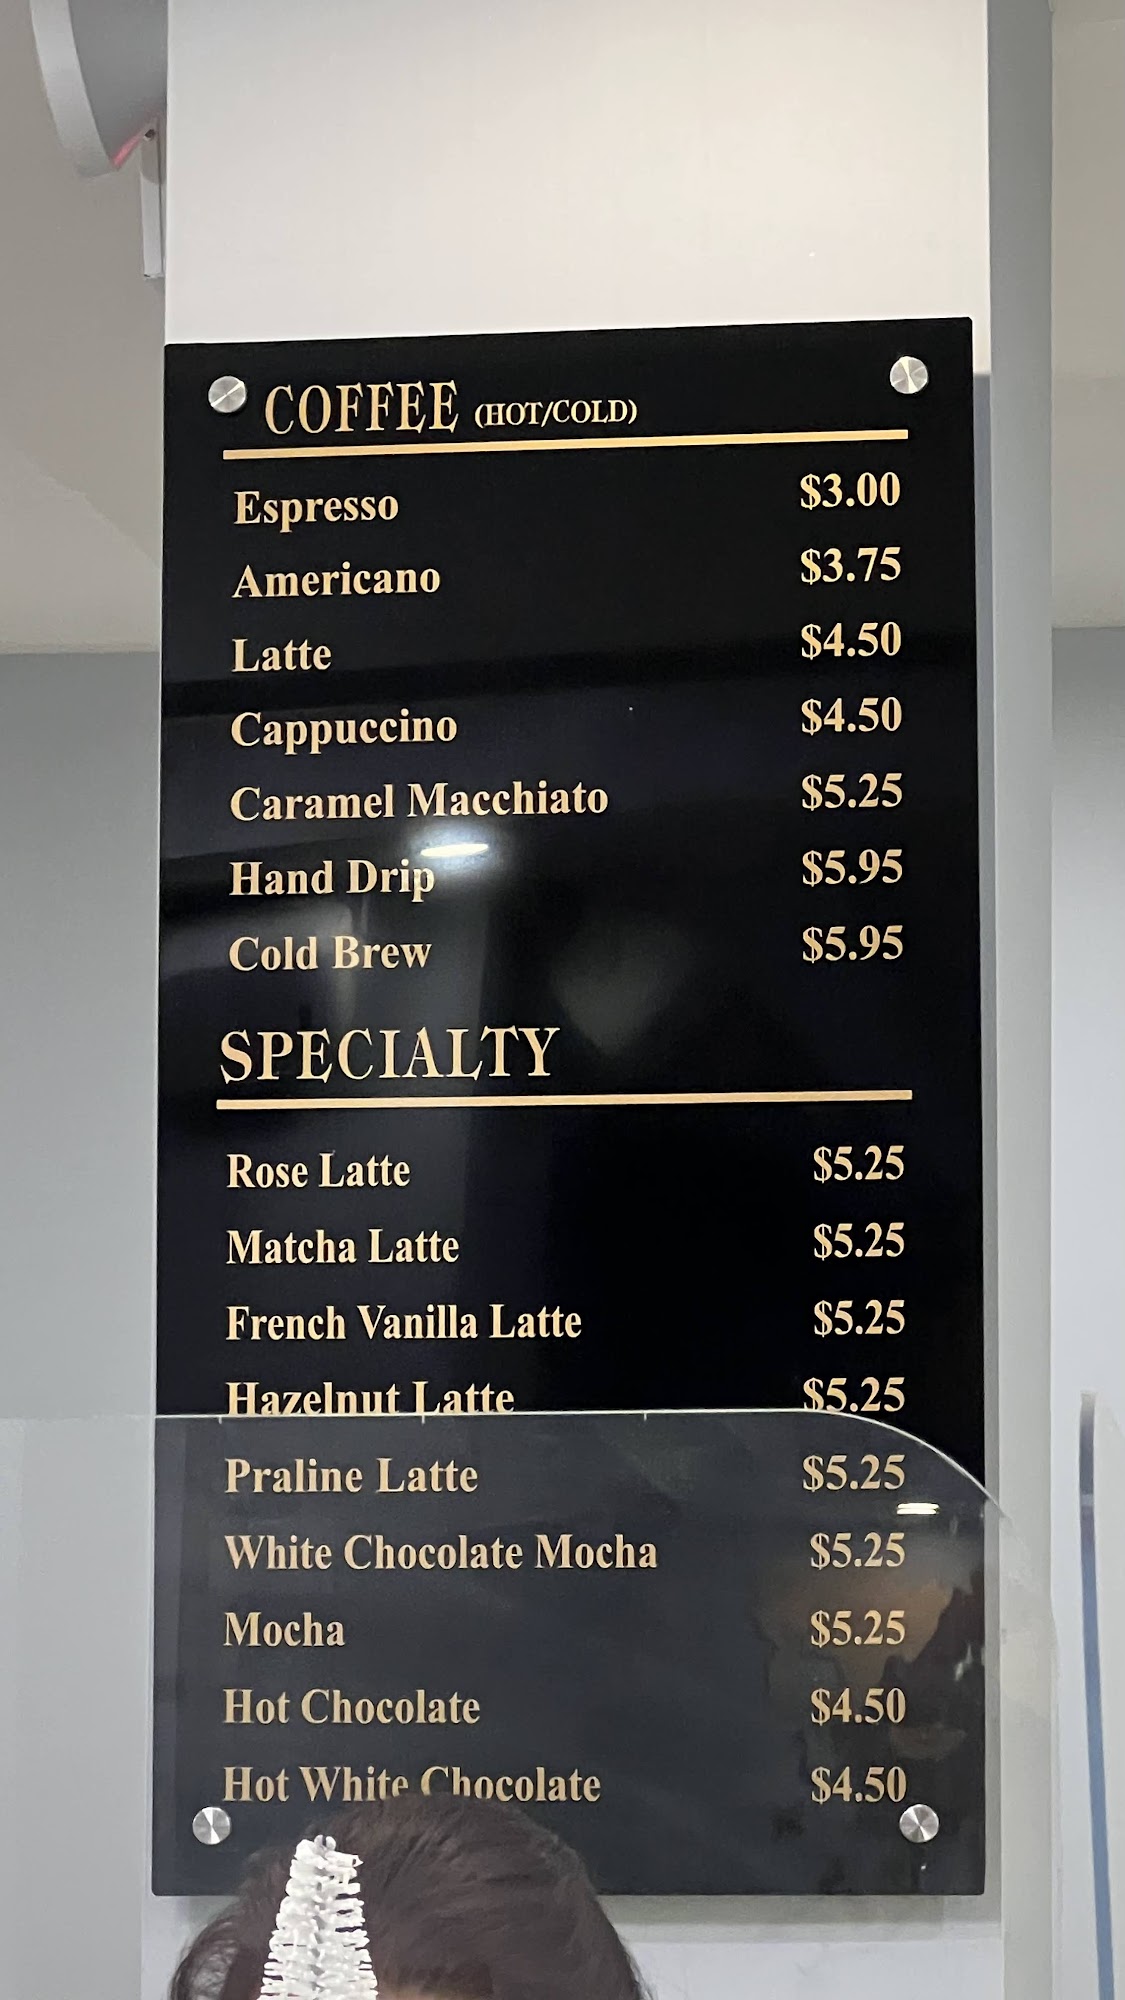 COFFEE (HOT/COLD)
Espresso $3.00
Americano $3.75
Latte $4.50
Cappuccino $4.50
Caramel Macchiato $5.25
Hand Drip $5.95
Cold Brew $5.95
SPECIALTY
Rose Latte $5.25
Matcha Latte $5.25
French Vanilla Latte $5.25
Hazelnut Latte $5.25
Praline Latte $5.25
White Chocolate Mocha $5.25
Mocha $5.25
Hot Chocolate $4.50
Hot White Chocolate $4.50